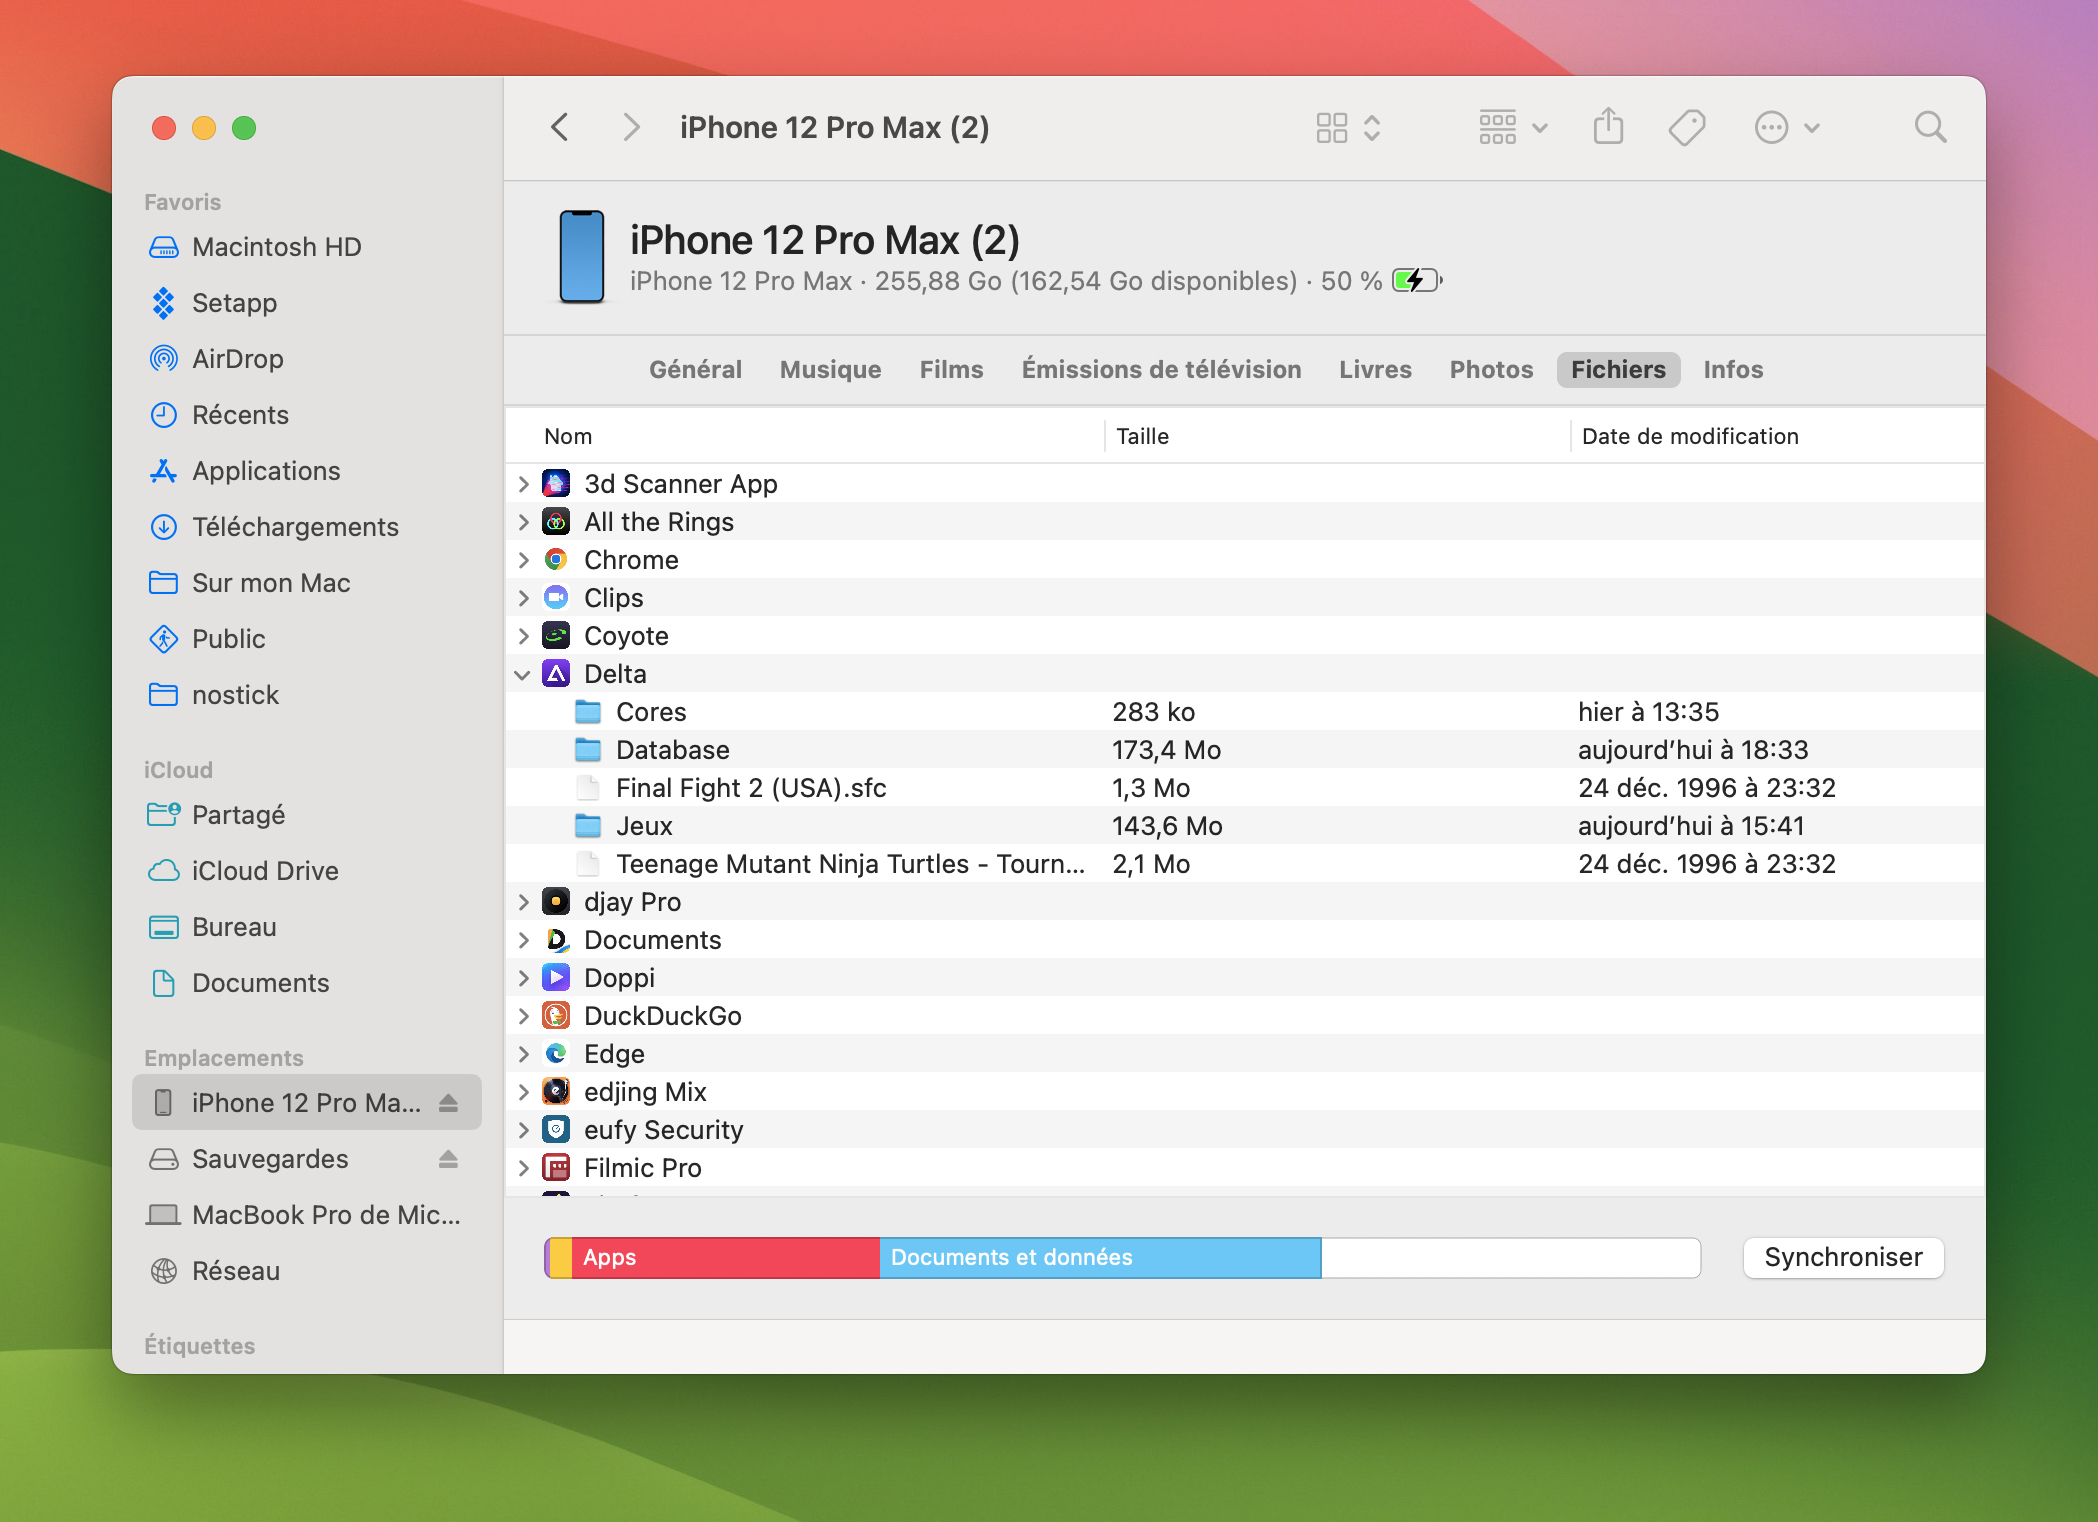 iPhone 12 Pro Max (2)
Favoris
Macintosh HD
Setapp
AirDrop
Récents
Applications
Téléchargements
Sur mon Mac
Public
nostick
iCloud
Partagé
iCloud Drive
Bureau
Documents
Emplacements
iPhone 12 Pro Ma...
Sauvegardes
MacBook Pro de Mic...
Réseau
Étiquettes
iPhone 12 Pro Max (2)
iPhone 12 Pro Max · 255,88 Go (162,54 Go disponibles) · 50 %
Général Musique Films Émissions de télévision Livres Photos Fichiers Infos
Nom Taille Date de modification
3d Scanner App
All the Rings
Chrome
Clips
Coyote
Delta
Cores 283 ko hier à 13:35
Database 173,4 Mo aujourd’hui à 18:33
Final Fight 2 (USA).sfc 1,3 Mo 24 déc. 1996 à 23:32
Jeux 143,6 Mo aujourd’hui à 15:41
Teenage Mutant Ninja Turtles - Tourn... 2,1 Mo 24 déc. 1996 à 23:32
djay Pro
Documents
Doppi
DuckDuckGo
Edge
edjing Mix
eufy Security
Filmic Pro
Apps Documents et données Synchroniser